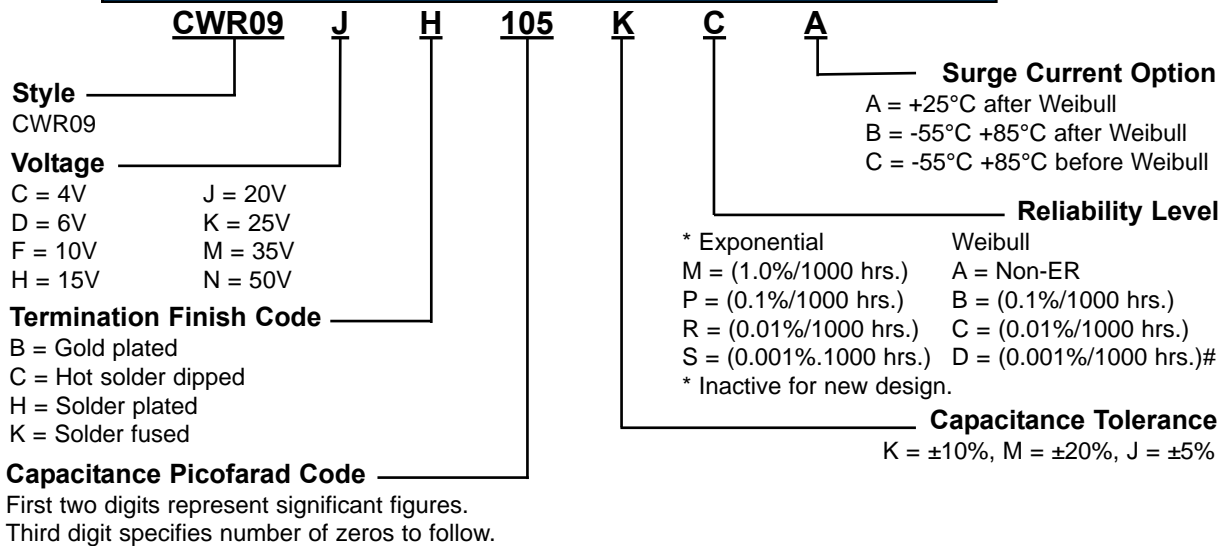 CWR09 J H 105 K C A
Style
CWR09
Voltage
C = 4V J = 20V
D = 6V K = 25V
F = 10V M = 35V
H = 15V N = 50V
Termination Finish Code
B = Gold plated
C = Hot solder dipped
H = Solder plated
K = Solder fused
Capacitance Picofarad Code
First two digits represent significant figures.
Third digit specifies number of zeros to follow.
Surge Current Option
A = +25°C after Weibull
B = -55°C +85°C after Weibull
C = -55°C +85°C before Weibull
Reliability Level
* Exponential Weibull
M = (1.0%/1000 hrs.) A = Non-ER
P = (0.1%/1000 hrs.) B = (0.1%/1000 hrs.)
R = (0.01%/1000 hrs.) C = (0.01%/1000 hrs.)
S = (0.001%.1000 hrs.) D = (0.001%/1000 hrs.)#
* Inactive for new design.
Capacitance Tolerance
K = ±10%, M = ±20%, J = ±5%